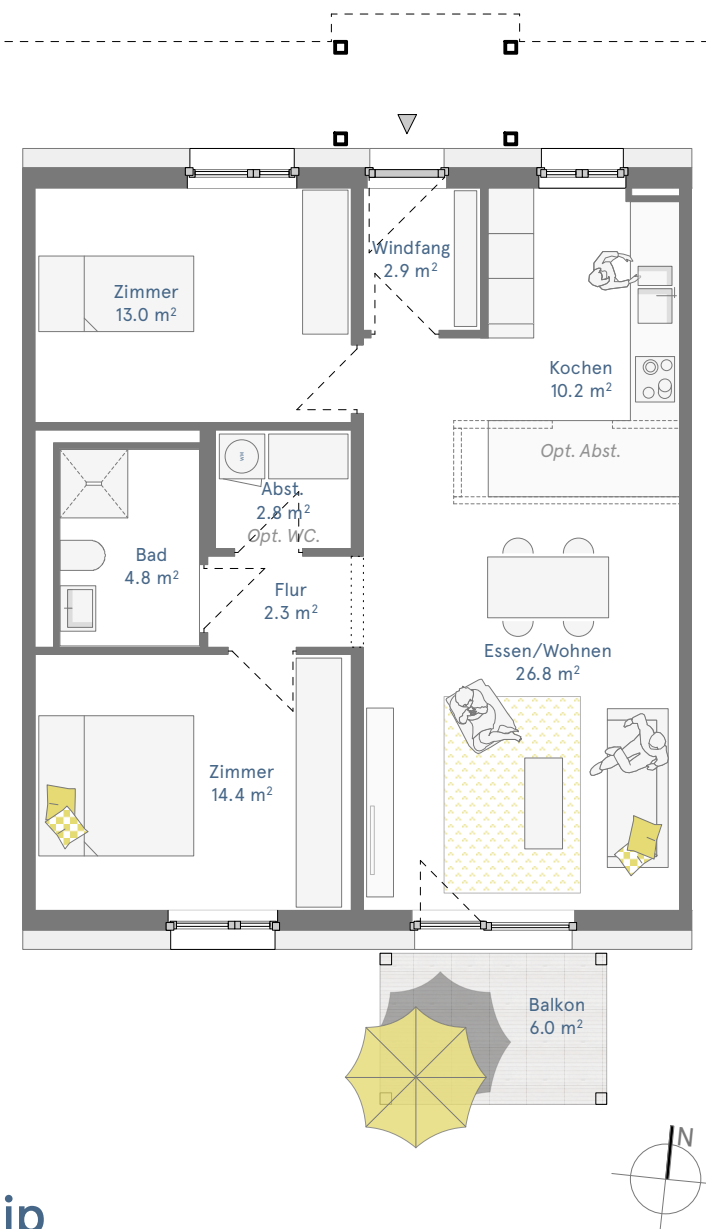 Windfang
2.9 m²
Zimmer
13.0 m²
Kochen
10.2 m²
Opt. Abst.
WM
Abst.
2.8 m²
Opt. WC.
Bad
4.8 m²
Flur
2.3 m²
Essen/Wohnen
26.8 m²
Zimmer
14.4 m²
Balkon
6.0 m²
N
ip